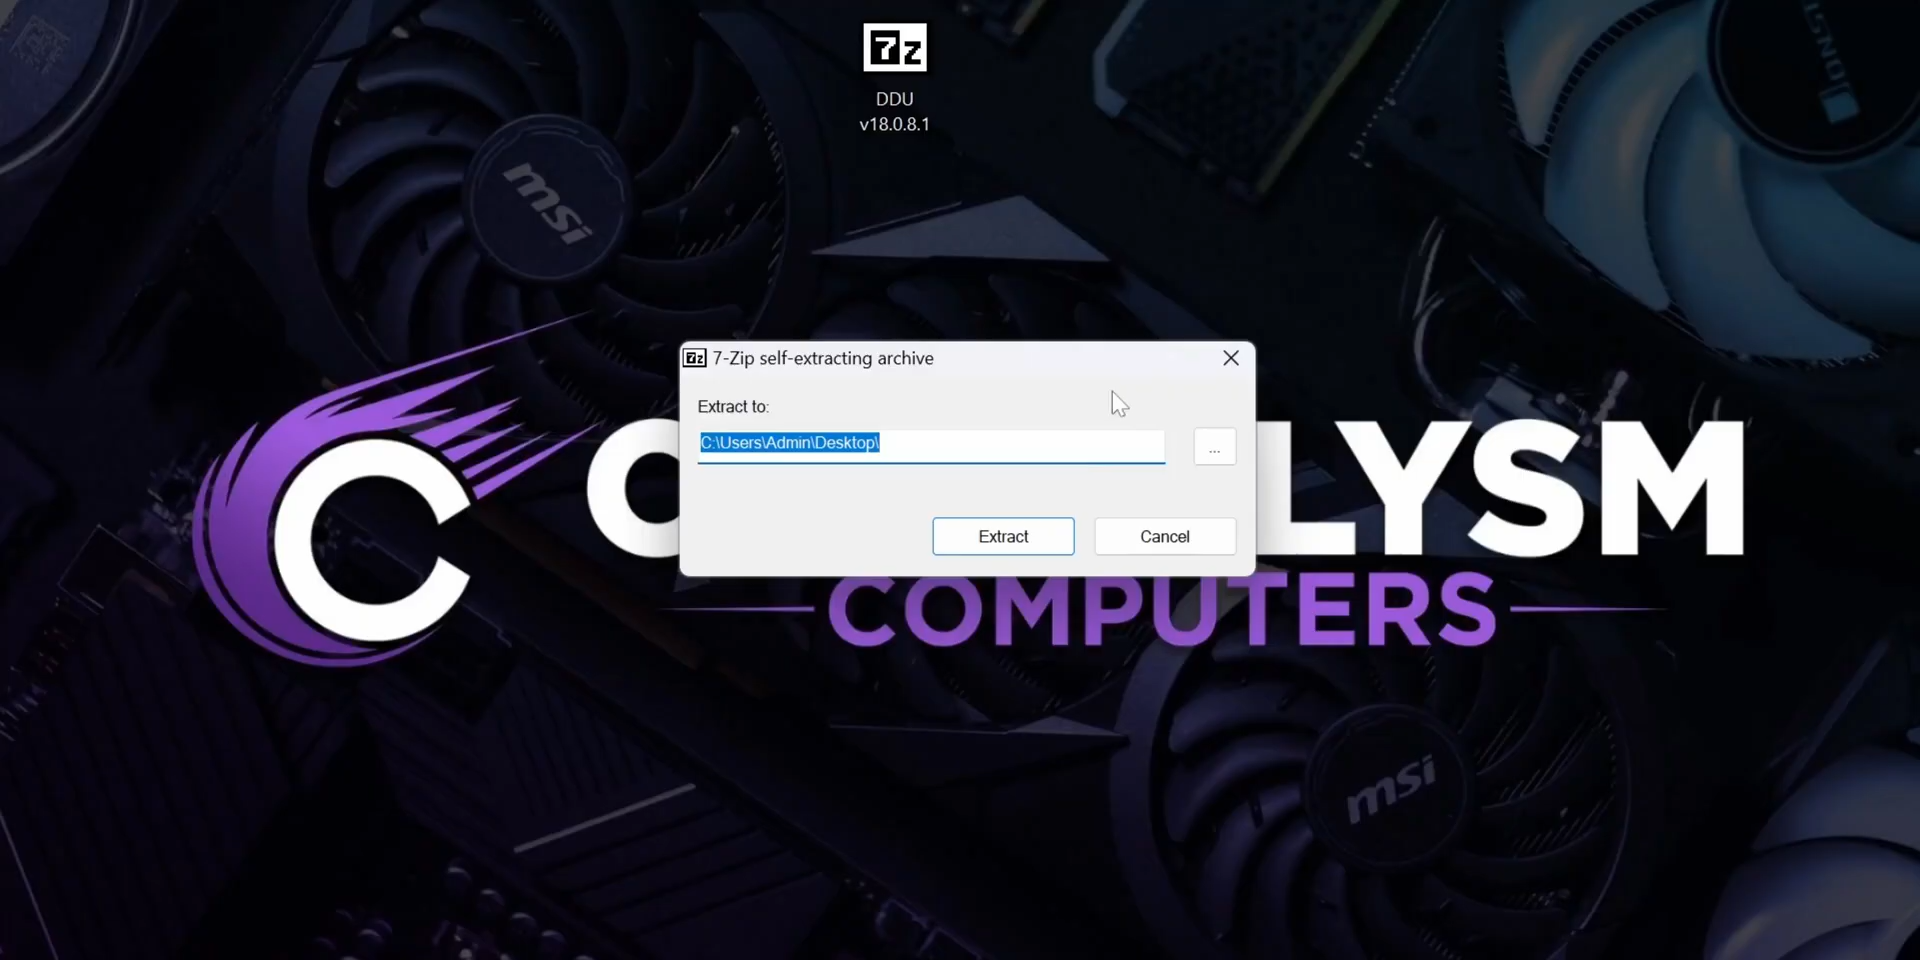 7z
DDU
v18.0.8.1
msi
7z 7-Zip self-extracting archive
Extract to:
C:\Users\Admin\Desktop\
...
Extract
Cancel
C
LYSM
COMPUTERS
msi